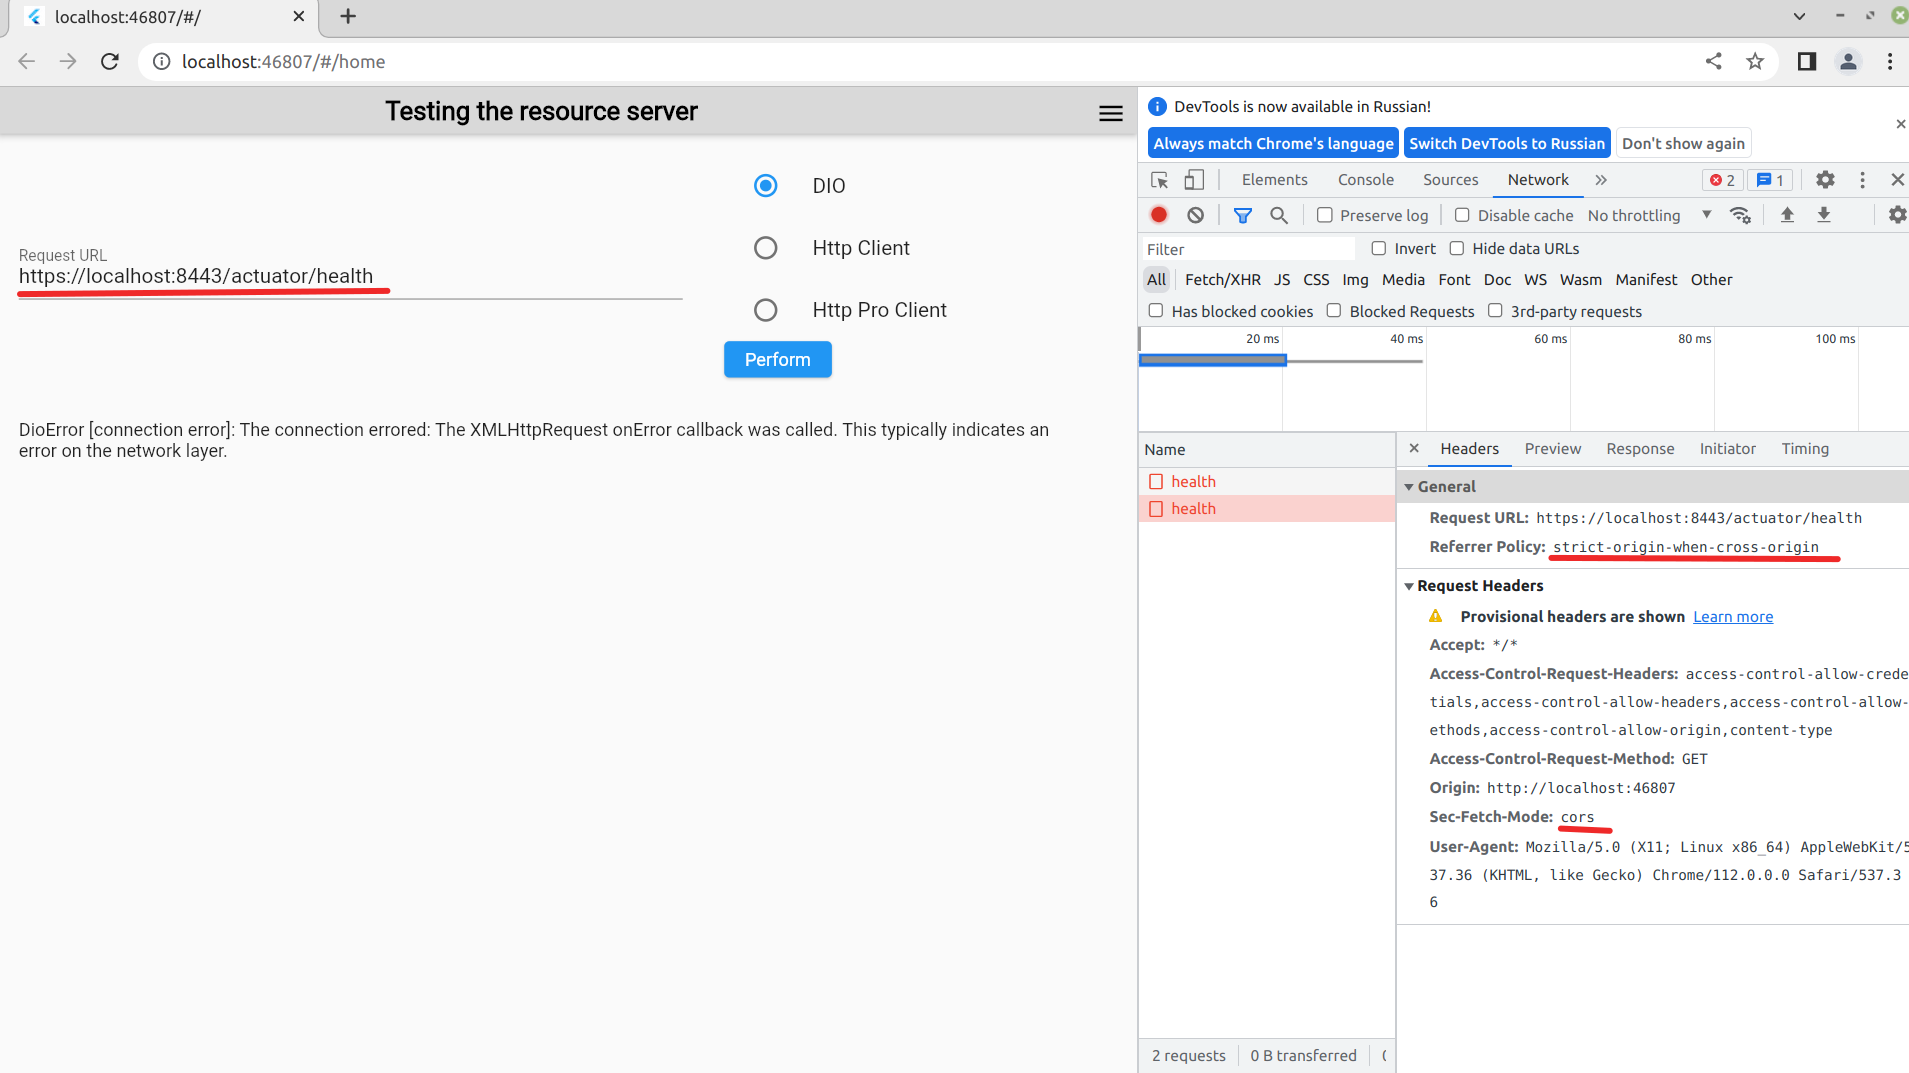 localhost:46807/#/
localhost:46807/#/home
Testing the resource server
DIO
Http Client
Http Pro Client
Request URL
https://localhost:8443/actuator/health
Perform
DioError [connection error]: The connection errored: The XMLHttpRequest onError callback was called. This typically indicates an
error on the network layer.
DevTools is now available in Russian!
Always match Chrome's language Switch DevTools to Russian Don't show again
Elements Console Sources Network 2 1
Preserve log Disable cache No throttling
Filter Invert Hide data URLs
All Fetch/XHR JS CSS Img Media Font Doc WS Wasm Manifest Other
Has blocked cookies Blocked Requests 3rd-party requests
20 ms 40 ms 60 ms 80 ms 100 ms
Name
health
health
2 requests 0 B transferred
Headers Preview Response Initiator Timing
General
Request URL: https://localhost:8443/actuator/health
Referrer Policy: strict-origin-when-cross-origin
Request Headers
Provisional headers are shown Learn more
Accept: */*
Access-Control-Request-Headers: access-control-allow-crede
tials,access-control-allow-headers,access-control-allow-
ethods,access-control-allow-origin,content-type
Access-Control-Request-Method: GET
Origin: http://localhost:46807
Sec-Fetch-Mode: cors
User-Agent: Mozilla/5.0 (X11; Linux x86_64) AppleWebKit/5
37.36 (KHTML, like Gecko) Chrome/112.0.0.0 Safari/537.3
6